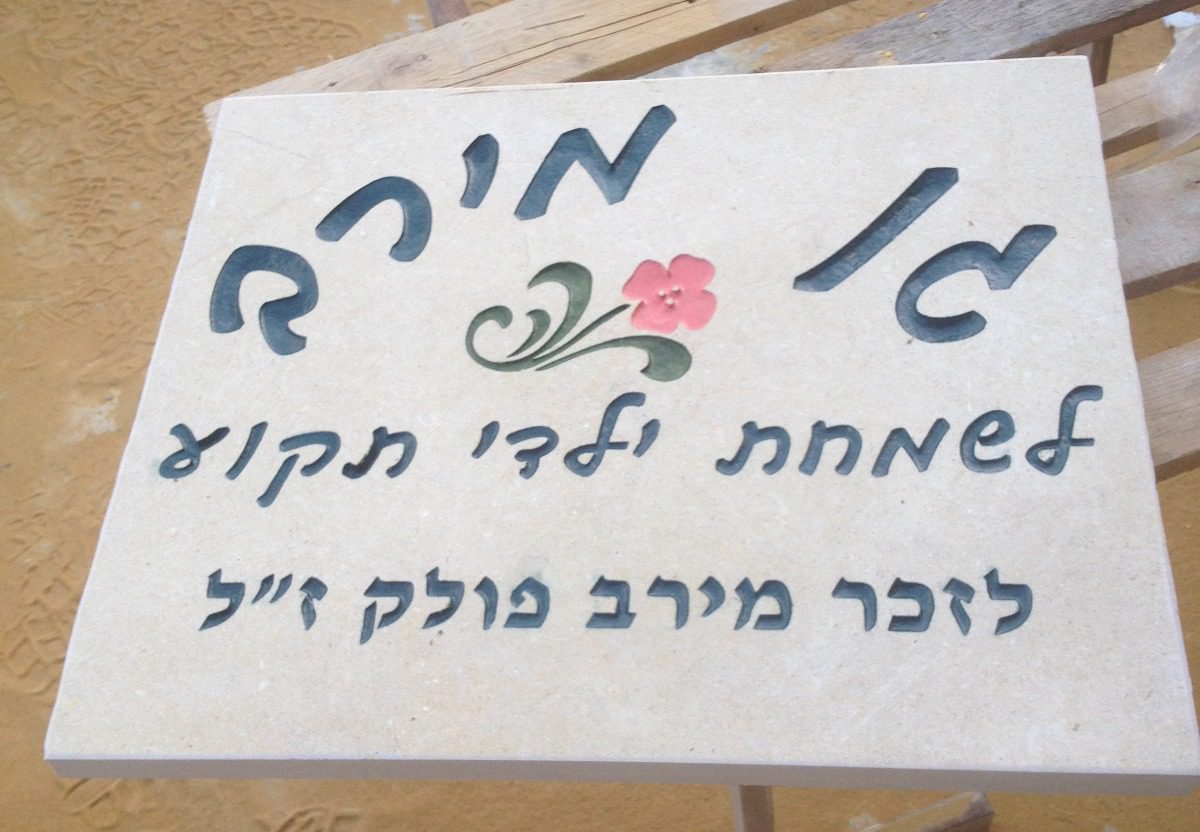 גן מירב
לשמחת ילדי תקוע
לזכר מירב פולק ז"ל